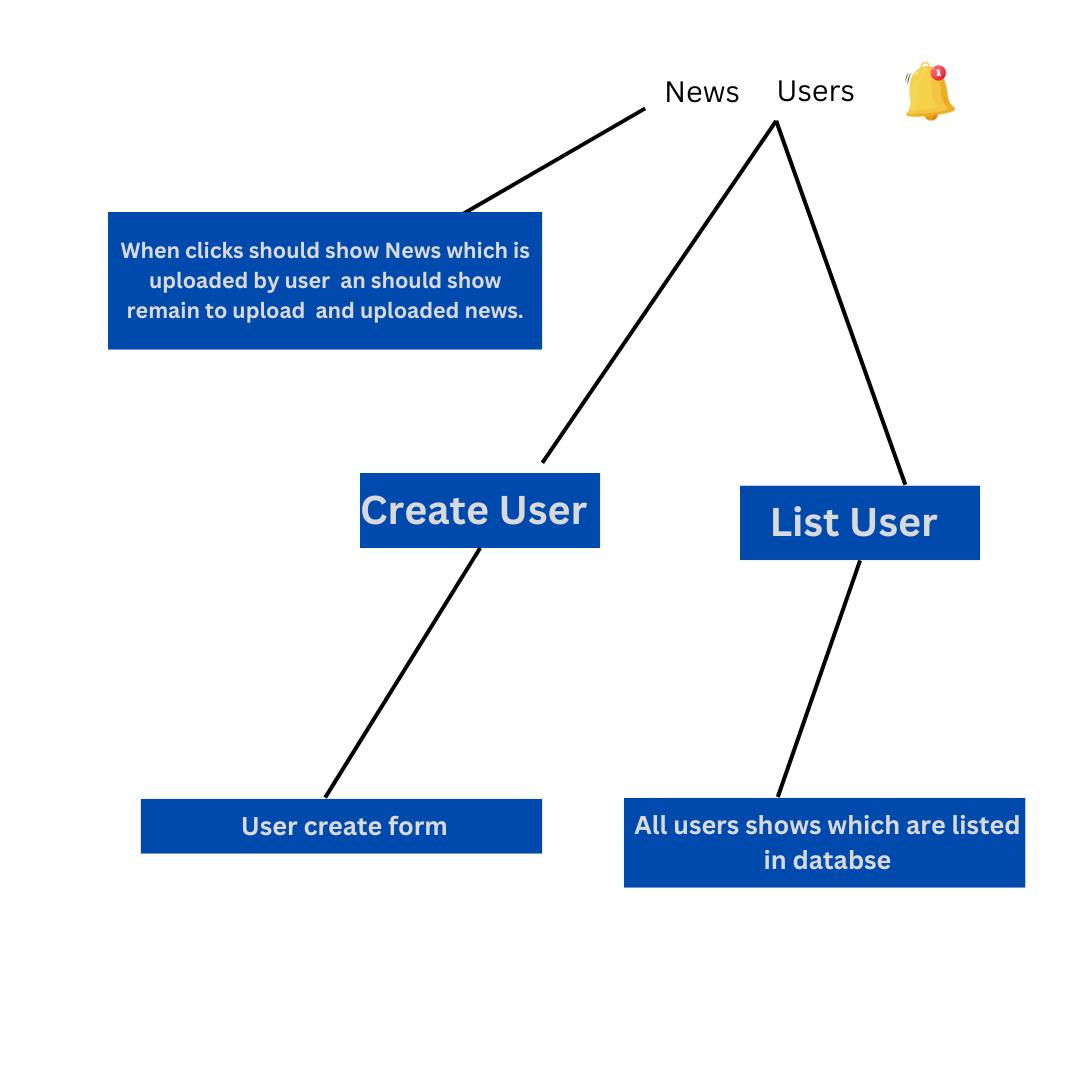 News Users
1
When clicks should show News which is
uploaded by user an should show
remain to upload and uploaded news.
Create User
List User
User create form
All users shows which are listed
in databse